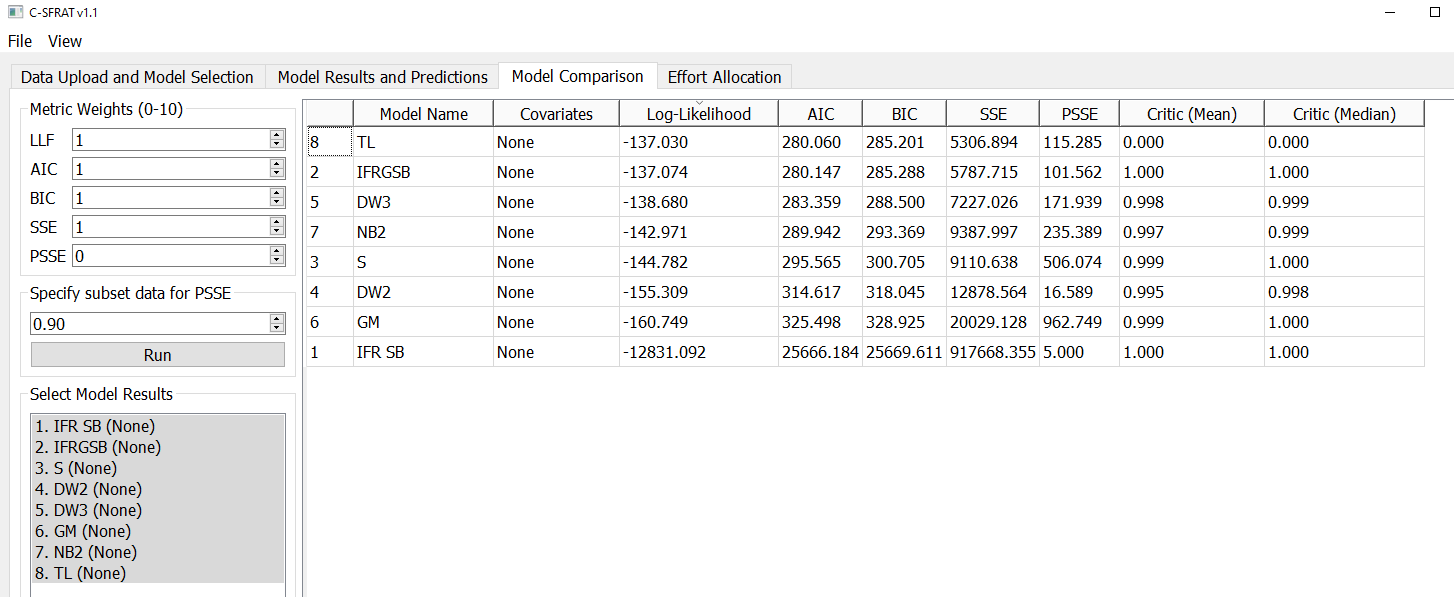 C-SFRAT v1.1
File View
Data Upload and Model Selection Model Results and Predictions Model Comparison Effort Allocation
Metric Weights (0-10)
LLF 1
AIC 1
BIC 1
SSE 1
PSSE 0
Specify subset data for PSSE
0.90
Run
Select Model Results
1. IFR SB (None)
2. IFRGSB (None)
3. S (None)
4. DW2 (None)
5. DW3 (None)
6. GM (None)
7. NB2 (None)
8. TL (None)
Model Name Covariates Log-Likelihood AIC BIC SSE PSSE Critic (Mean) Critic (Median)
8 TL None -137.030 280.060 285.201 5306.894 115.285 0.000 0.000
2 IFRGSB None -137.074 280.147 285.288 5787.715 101.562 1.000 1.000
5 DW3 None -138.680 283.359 288.500 7227.026 171.939 0.998 0.999
7 NB2 None -142.971 289.942 293.369 9387.997 235.389 0.997 0.999
3 S None -144.782 295.565 300.705 9110.638 506.074 0.999 1.000
4 DW2 None -155.309 314.617 318.045 12878.564 16.589 0.995 0.998
6 GM None -160.749 325.498 328.925 20029.128 962.749 0.999 1.000
1 IFR SB None -12831.092 25666.184 25669.611 917668.355 5.000 1.000 1.000